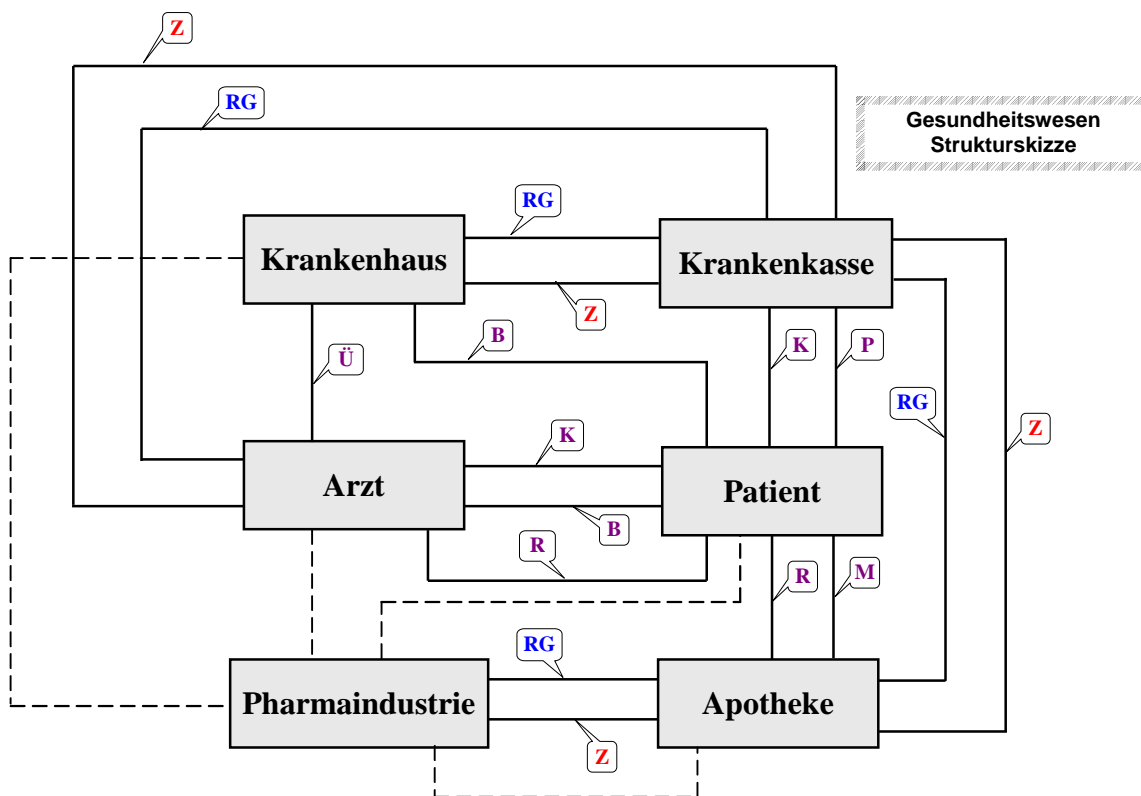 Z
RG
Gesundheitswesen
Strukturskizze
RG
Krankenhaus
Krankenkasse
Z
B
K
P
Ü
RG
Z
K
Arzt
Patient
B
R
R
M
RG
Pharmaindustrie
Apotheke
Z